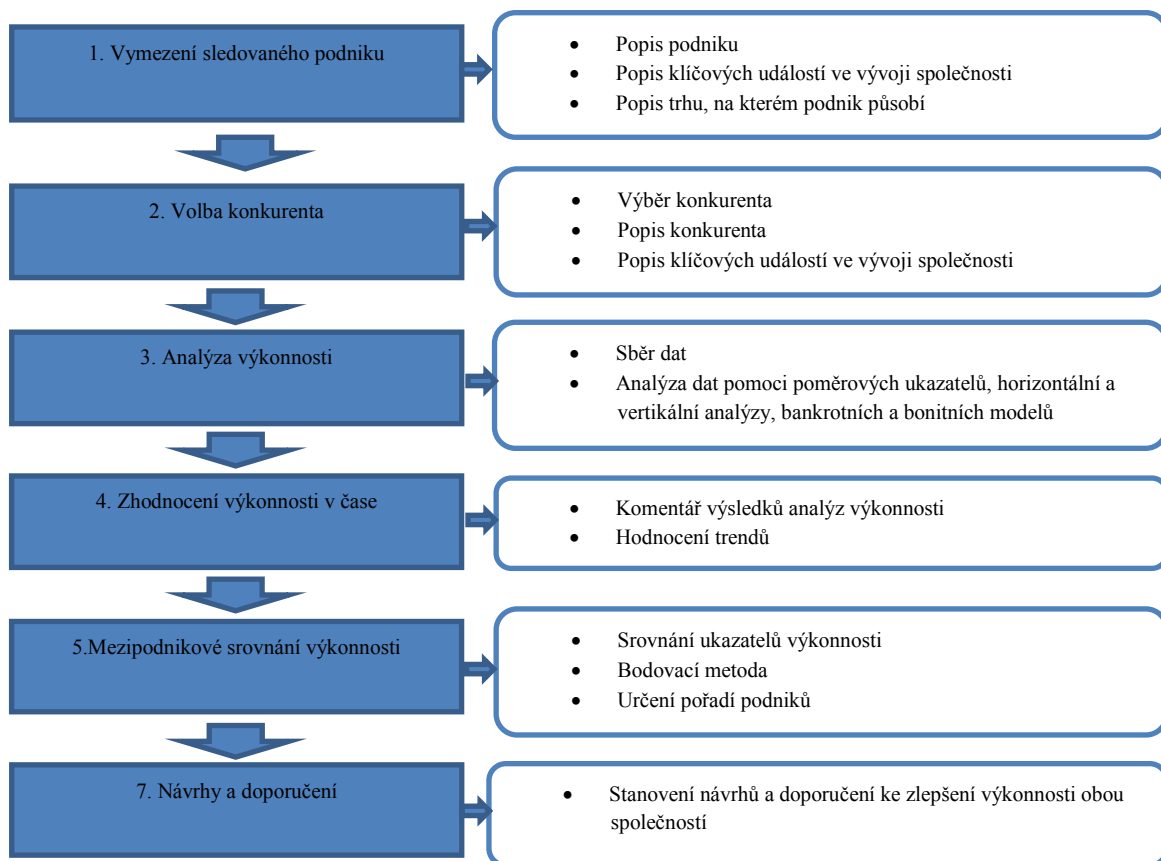 1. Vymezení sledovaného podniku
• Popis podniku
• Popis klíčových událostí ve vývoji společnosti
• Popis trhu, na kterém podnik působí
2. Volba konkurenta
• Výběr konkurenta
• Popis konkurenta
• Popis klíčových událostí ve vývoji společnosti
3. Analýza výkonnosti
• Sběr dat
• Analýza dat pomoci poměrových ukazatelů, horizontální a
vertikální analýzy, bankrotních a bonitních modelů
4. Zhodnocení výkonnosti v čase
• Komentář výsledků analýz výkonnosti
• Hodnocení trendů
5.Mezipodnikové srovnání výkonnosti
• Srovnání ukazatelů výkonnosti
• Bodovací metoda
• Určení pořadí podniků
7. Návrhy a doporučení
• Stanovení návrhů a doporučení ke zlepšení výkonnosti obou
společností